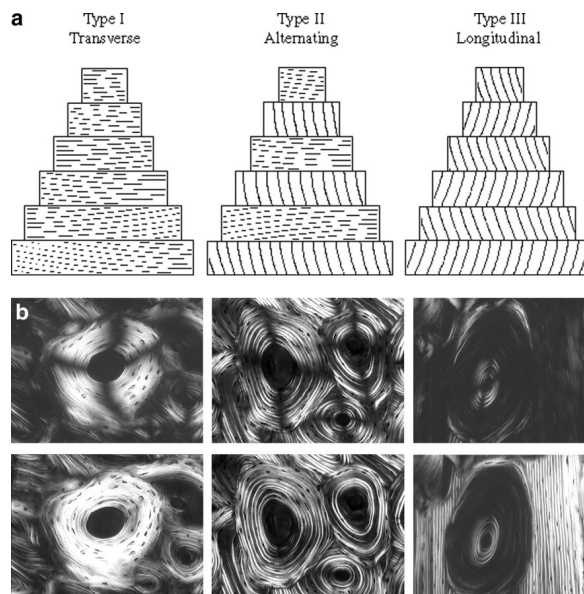 a
Type I
Transverse
Type II
Alternating
Type III
Longitudinal
b